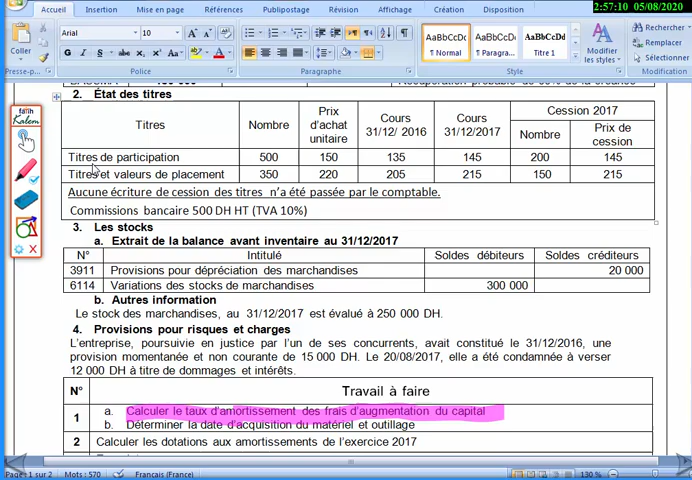 2:57:10 05/08/2020
Accueil Insertion Mise en page Références Publipostage Révision Affichage Création Disposition
Coller
Arial 10
AaBbCcDd AaBbCcDd AaBbCcDd
¶ Normal ¶ Paragra... Titre 1
Modifier les styles
Rechercher
Remplacer
Sélectionner
Presse-p... Police Paragraphe Style Modification
2. État des titres
Titres Nombre Prix d'achat unitaire Cours 31/12/ 2016 Cours 31/12/2017 Cession 2017
Nombre Prix de cession
Titres de participation 500 150 135 145 200 145
Titres et valeurs de placement 350 220 205 215 150 215
Aucune écriture de cession des titres n'a été passée par le comptable.
Commissions bancaire 500 DH HT (TVA 10%)
3. Les stocks
a. Extrait de la balance avant inventaire au 31/12/2017
N° Intitulé Soldes débiteurs Soldes créditeurs
3911 Provisions pour dépréciation des marchandises 20 000
6114 Variations des stocks de marchandises 300 000
b. Autres information
Le stock des marchandises, au 31/12/2017 est évalué à 250 000 DH.
4. Provisions pour risques et charges
L'entreprise, poursuivie en justice par l'un de ses concurrents, avait constitué le 31/12/2016, une
provision momentanée et non courante de 15 000 DH. Le 20/08/2017, elle a été condamnée à verser
12 000 DH à titre de dommages et intérêts.
N° Travail à faire
1 a. Calculer le taux d'amortissement des frais d'augmentation du capital
b. Déterminer la date d'acquisition du matériel et outillage
2 Calculer les dotations aux amortissements de l'exercice 2017
Page : 1 sur 2 Mots : 570 Français (France) 130 %